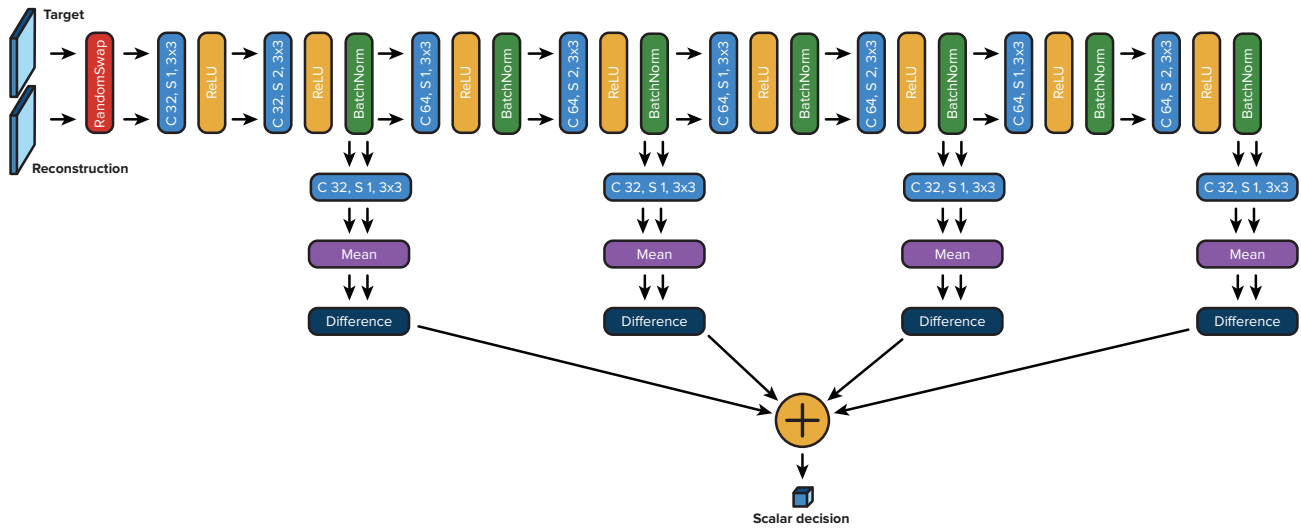 Target
Reconstruction
RandomSwap
C 32, S 1, 3x3
ReLU
C 32, S 2, 3x3
ReLU
BatchNorm
C 64, S 1, 3x3
ReLU
BatchNorm
C 64, S 2, 3x3
ReLU
BatchNorm
C 64, S 1, 3x3
ReLU
BatchNorm
C 64, S 2, 3x3
ReLU
BatchNorm
C 64, S 1, 3x3
ReLU
BatchNorm
C 64, S 2, 3x3
ReLU
BatchNorm
C 32, S 1, 3x3
C 32, S 1, 3x3
C 32, S 1, 3x3
C 32, S 1, 3x3
Mean
Mean
Mean
Mean
Difference
Difference
Difference
Difference
Scalar decision